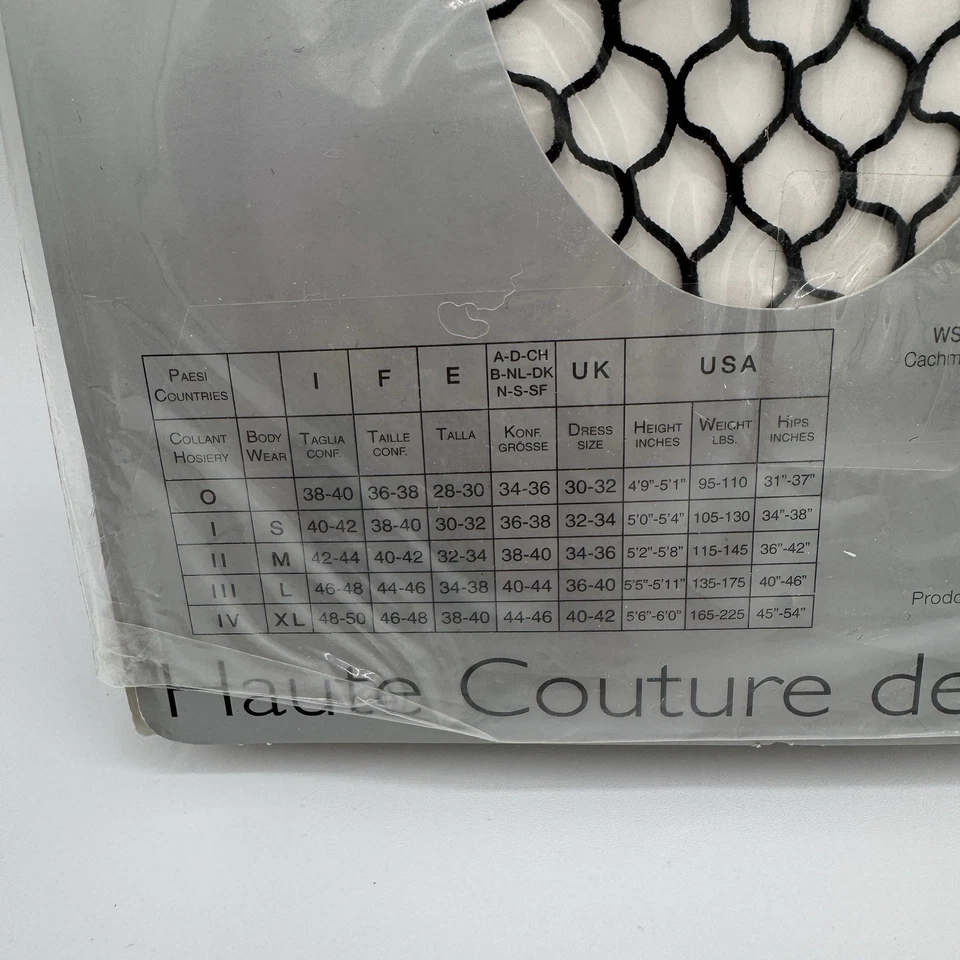 PAESI COUNTRIES I F E A-D-CH B-NL-DK N-S-SF UK USA
COLLANT HOSIERY BODY WEAR TAGLIA CONF. TAILLE CONF. TALLA KONF. GRÖSSE DRESS SIZE HEIGHT INCHES WEIGHT LBS. HIPS INCHES
O 38-40 36-38 28-30 34-36 30-32 4'9"-5'1" 95-110 31"-37"
I S 40-42 38-40 30-32 36-38 32-34 5'0"-5'4" 105-130 34"-38"
II M 42-44 40-42 32-34 38-40 34-36 5'2"-5'8" 115-145 36"-42"
III L 46-48 44-46 34-38 40-44 36-40 5'5"-5'11" 135-175 40"-46"
IV XL 48-50 46-48 38-40 44-46 40-42 5'6"-6'0" 165-225 45"-54"
WS
Cachm
Prodo
Haute Couture de